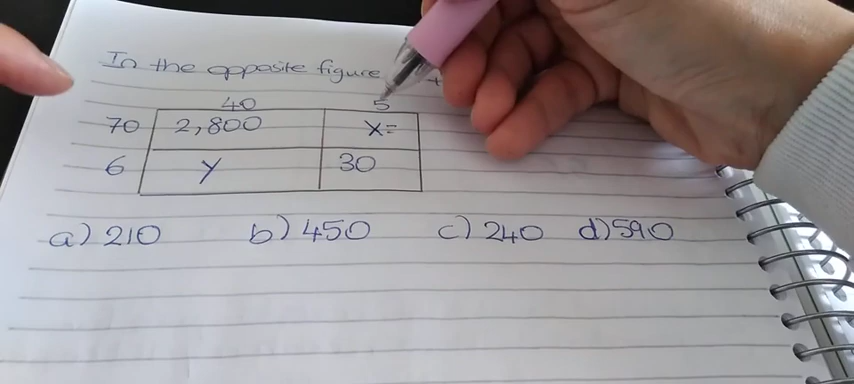 In the opposite figure
40 5
70 2,800 x=
6 y 30
a) 210 b) 450 c) 240 d) 590